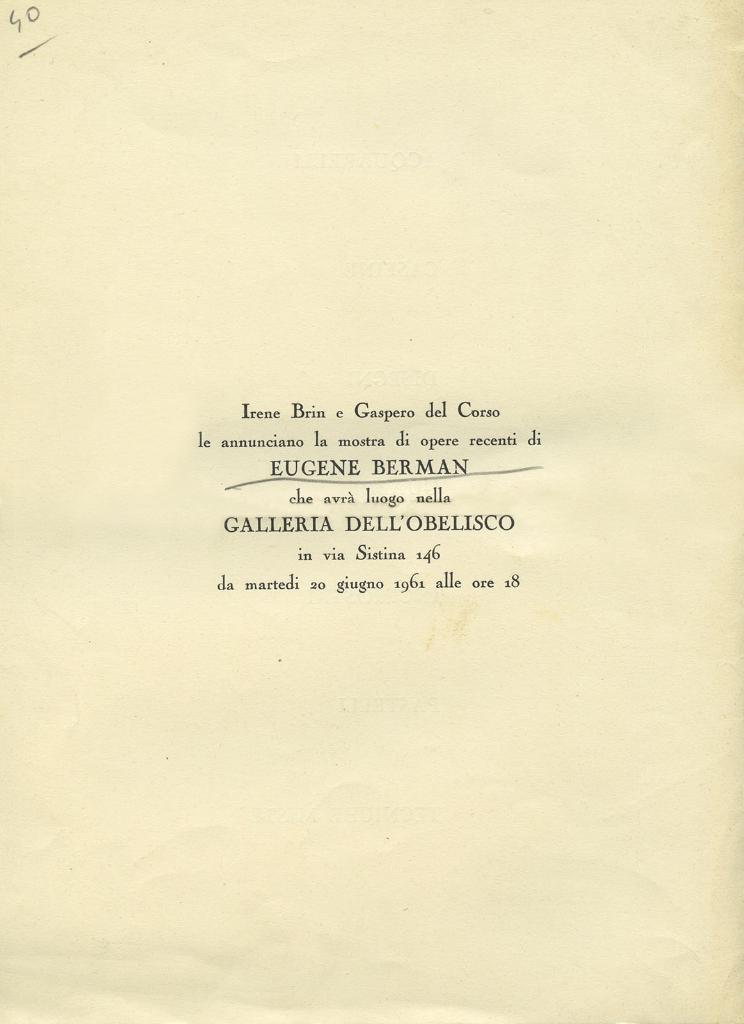 40
Irene Brin e Gaspero del Corso
le annunciano la mostra di opere recenti di
EUGENE BERMAN
che avrà luogo nella
GALLERIA DELL'OBELISCO
in via Sistina 146
da martedi 20 giugno 1961 alle ore 18